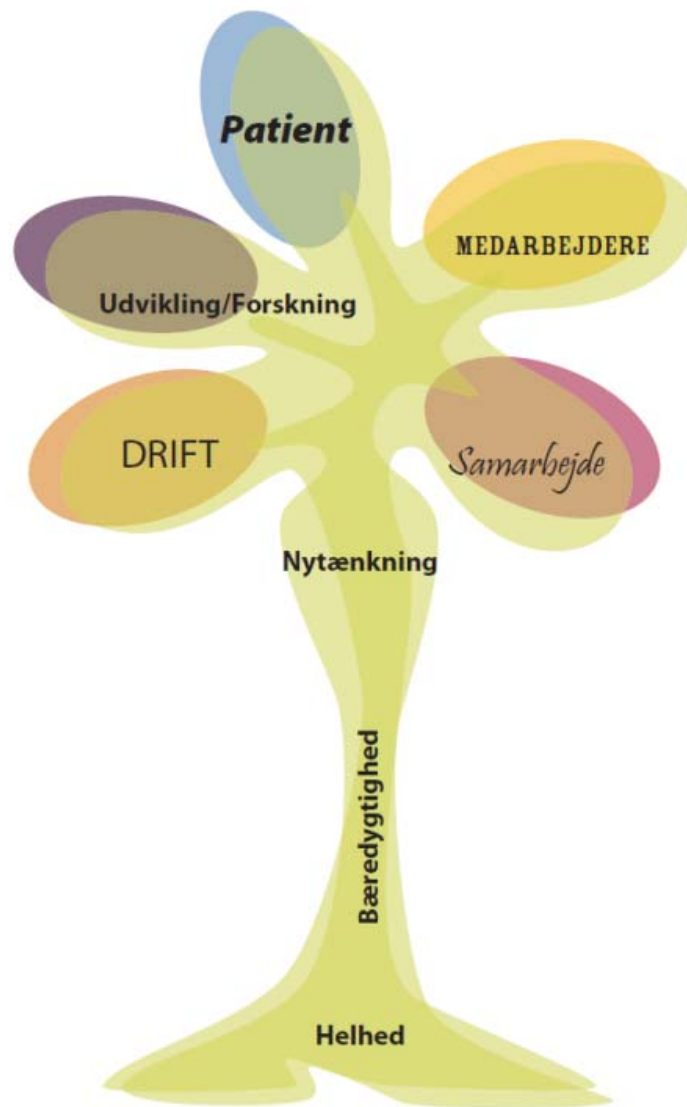 Patient
MEDARBEJDERE
Udvikling/Forskning
DRIFT
Samarbejde
Nytænkning
Bæredygtighed
Helhed